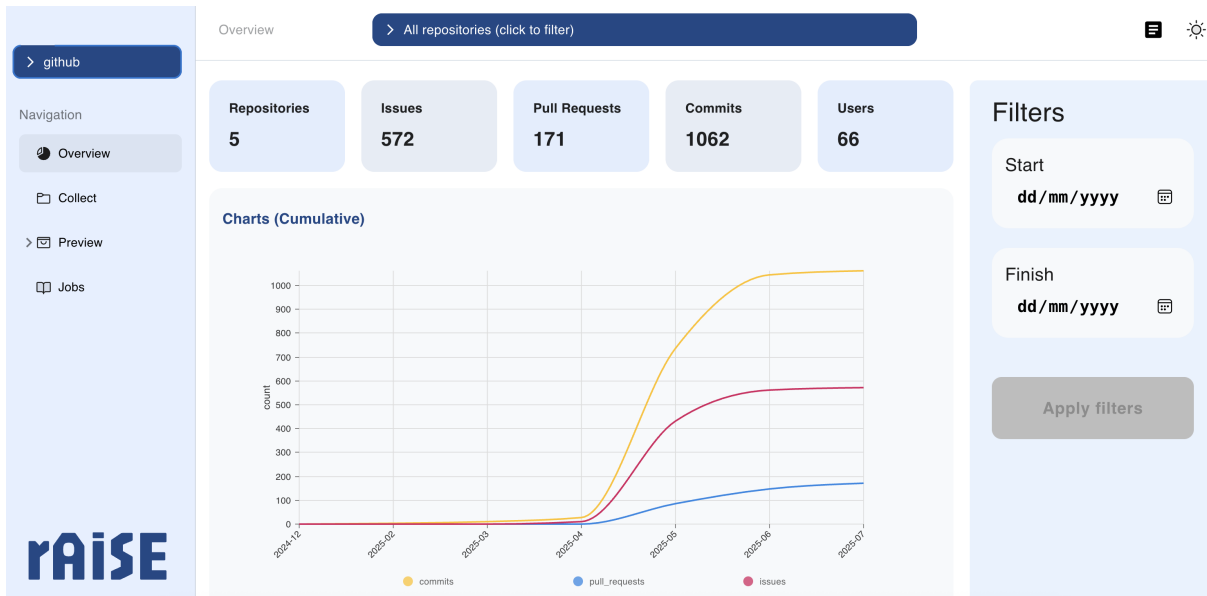 github
Navigation
Overview
Collect
Preview
Jobs
rAiSE
Overview
All repositories (click to filter)
Repositories
5
Issues
572
Pull Requests
171
Commits
1062
Users
66
Charts (Cumulative)
1000
900
800
700
600
500
400
300
200
100
0
count
2024-12
2025-02
2025-03
2025-04
2025-05
2025-06
2025-07
commits
pull_requests
issues
Filters
Start
dd/mm/yyyy
Finish
dd/mm/yyyy
Apply filters